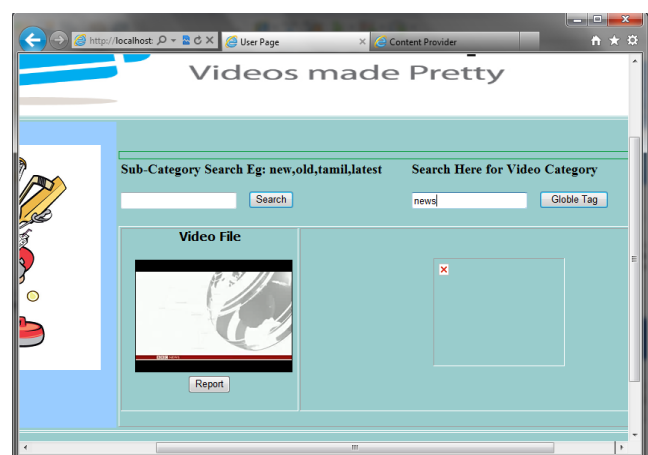 http://localhost:
User Page
Content Provider
Videos made Pretty
Sub-Category Search Eg: new,old,tamil,latest
Search Here for Video Category
Search
news
Globle Tag
Video File
Report